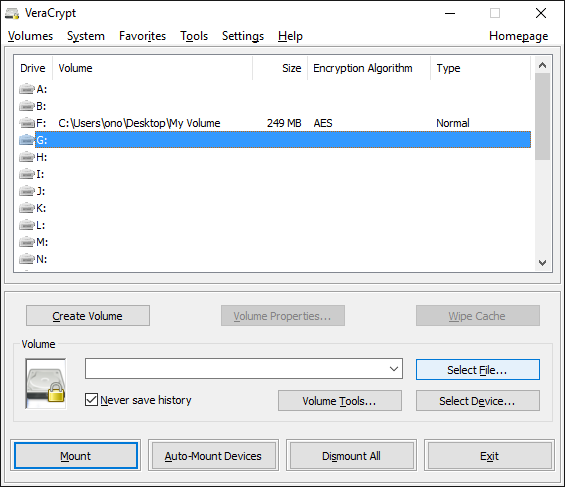 VeraCrypt
Volumes System Favorites Tools Settings Help Homepage
Drive Volume Size Encryption Algorithm Type
A:
B:
F: C:\Users\ono\Desktop\My Volume 249 MB AES Normal
G:
H:
I:
J:
K:
L:
M:
N:
Create Volume Volume Properties... Wipe Cache
Volume
Select File...
Never save history Volume Tools... Select Device...
Mount Auto-Mount Devices Dismount All Exit